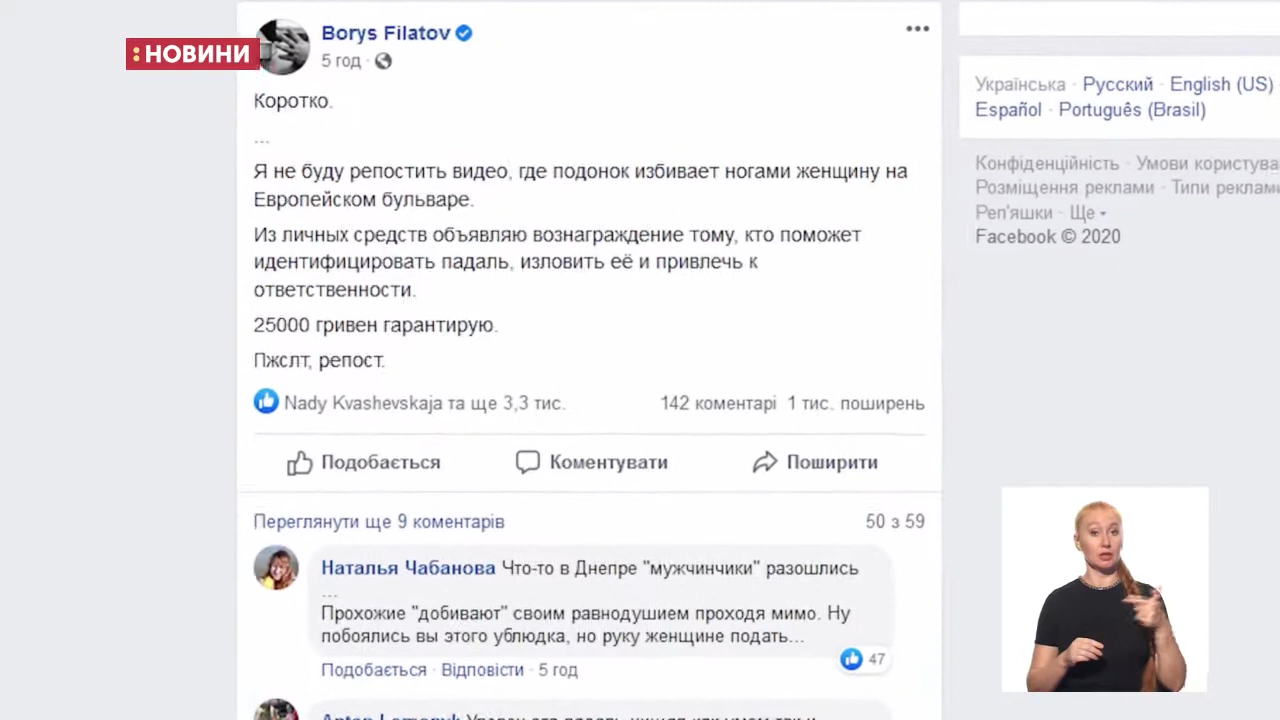 :НОВИНИ
Borys Filatov
5 год ·
Коротко.
...
Я не буду репостить видео, где подонок избивает ногами женщину на
Европейском бульваре.
Из личных средств объявляю вознаграждение тому, кто поможет
идентифицировать падаль, изловить её и привлечь к
ответственности.
25000 гривен гарантирую.
Пжслт, репост.
Nady Kvashevskaja та ще 3,3 тис.
142 коментарі 1 тис. поширень
Подобається Коментувати Поширити
Переглянути ще 9 коментарів
50 з 59
Наталья Чабанова Что-то в Днепре "мужчинчики" разошлись
...
Прохожие "добивают" своим равнодушием проходя мимо. Ну
побоялись вы этого ублюдка, но руку женщине подать...
47
Подобається · Відповісти · 5 год
Українська · Русский · English (US) ·
Español · Português (Brasil)
Конфіденційність · Умови користува
Розміщення реклами · Типи реклами
Реп'яшки · Ще
Facebook © 2020